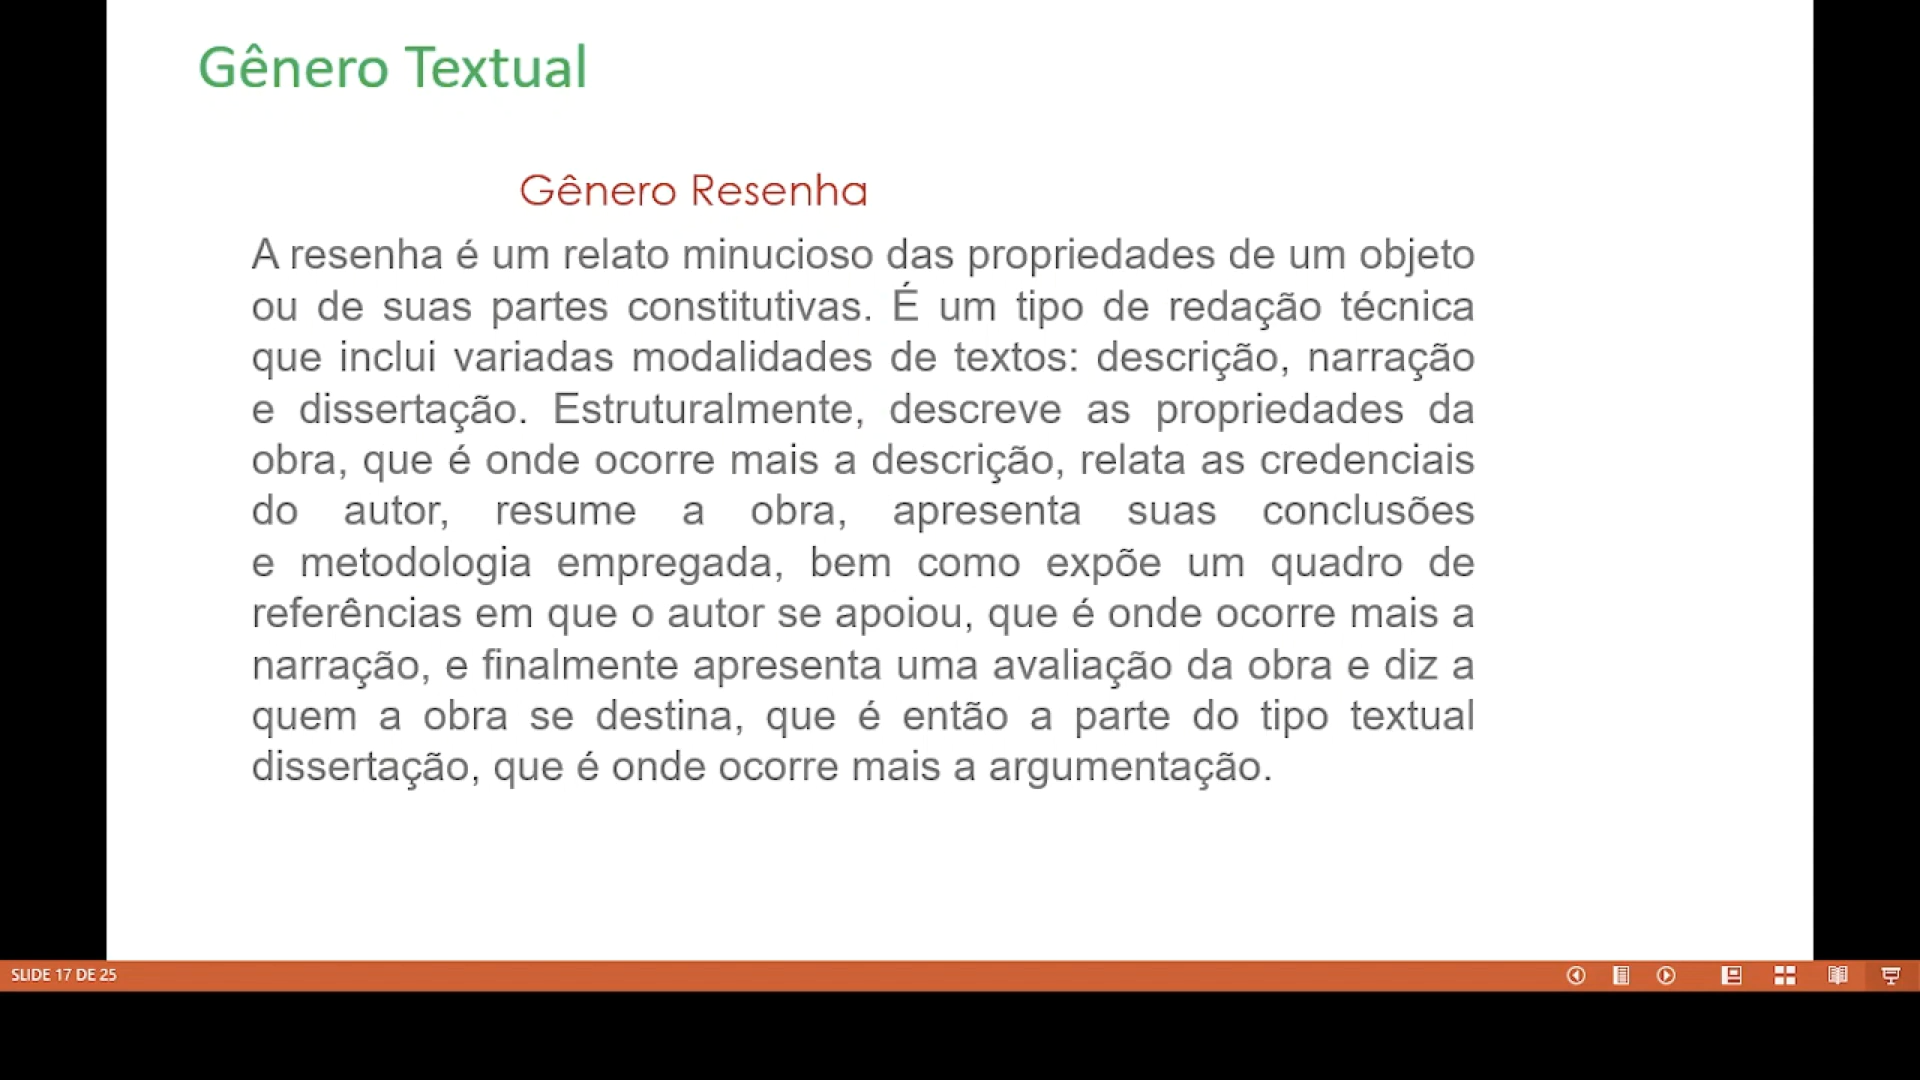 Gênero Textual
Gênero Resenha
A resenha é um relato minucioso das propriedades de um objeto
ou de suas partes constitutivas. É um tipo de redação técnica
que inclui variadas modalidades de textos: descrição, narração
e dissertação. Estruturalmente, descreve as propriedades da
obra, que é onde ocorre mais a descrição, relata as credenciais
do autor, resume a obra, apresenta suas conclusões
e metodologia empregada, bem como expõe um quadro de
referências em que o autor se apoiou, que é onde ocorre mais a
narração, e finalmente apresenta uma avaliação da obra e diz a
quem a obra se destina, que é então a parte do tipo textual
dissertação, que é onde ocorre mais a argumentação.
SLIDE 17 DE 25